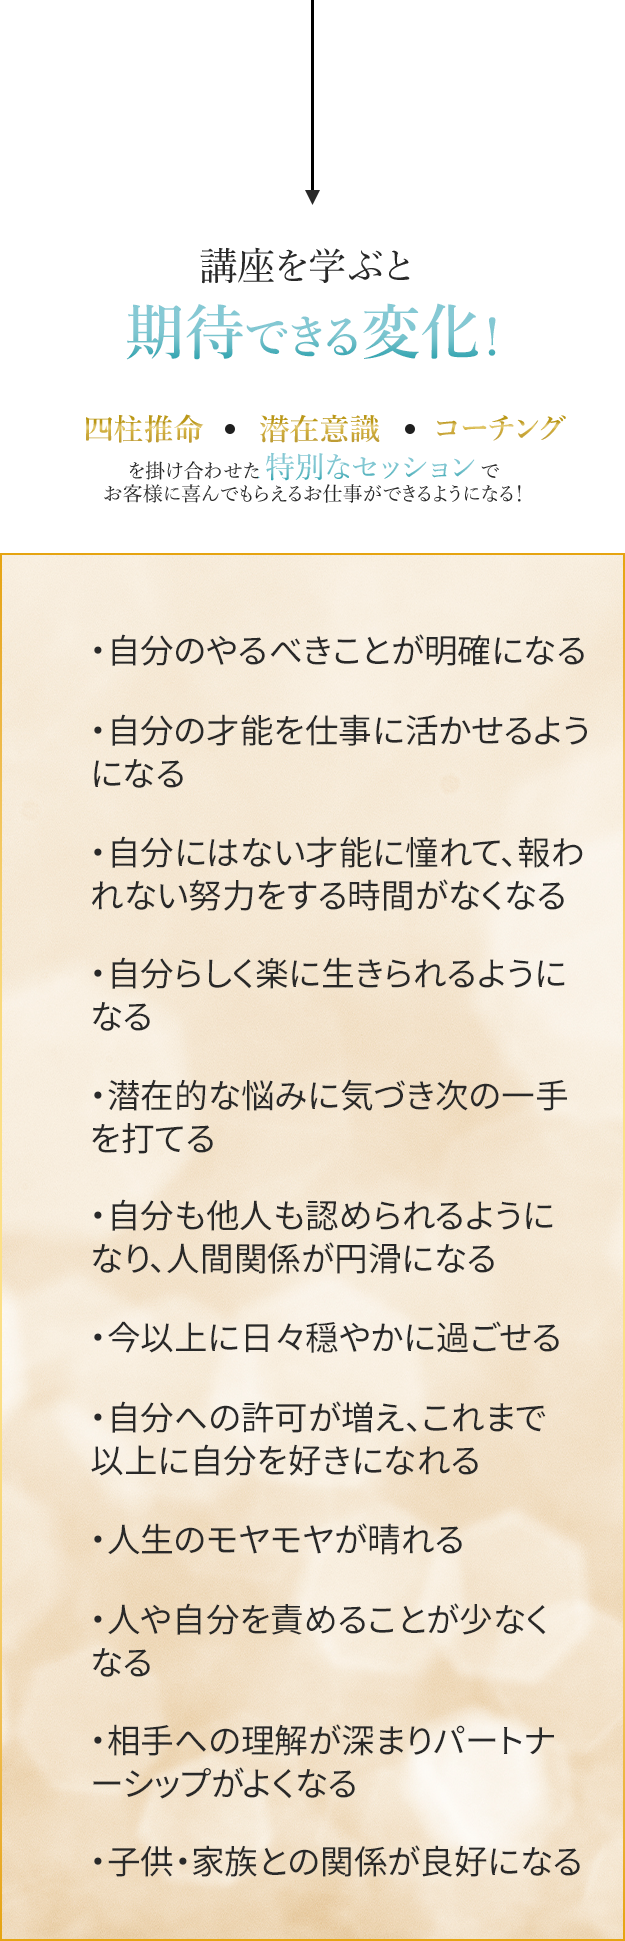 講座を学ぶと
期待できる変化!
四柱推命 ● 潜在意識 ● コーチング
を掛け合わせた 特別なセッション で
お客様に喜んでもらえるお仕事ができるようになる!
・自分のやるべきことが明確になる
・自分の才能を仕事に活かせるよう
になる
・自分にはない才能に憧れて、報わ
れない努力をする時間がなくなる
・自分らしく楽に生きられるように
なる
・潜在的な悩みに気づき次の一手
を打てる
・自分も他人も認められるように
なり、人間関係が円滑になる
・今以上に日々穏やかに過ごせる
・自分への許可が増え、これまで
以上に自分を好きになれる
・人生のモヤモヤが晴れる
・人や自分を責めることが少なく
なる
・相手への理解が深まりパートナ
ーシップがよくなる
・子供・家族との関係が良好になる